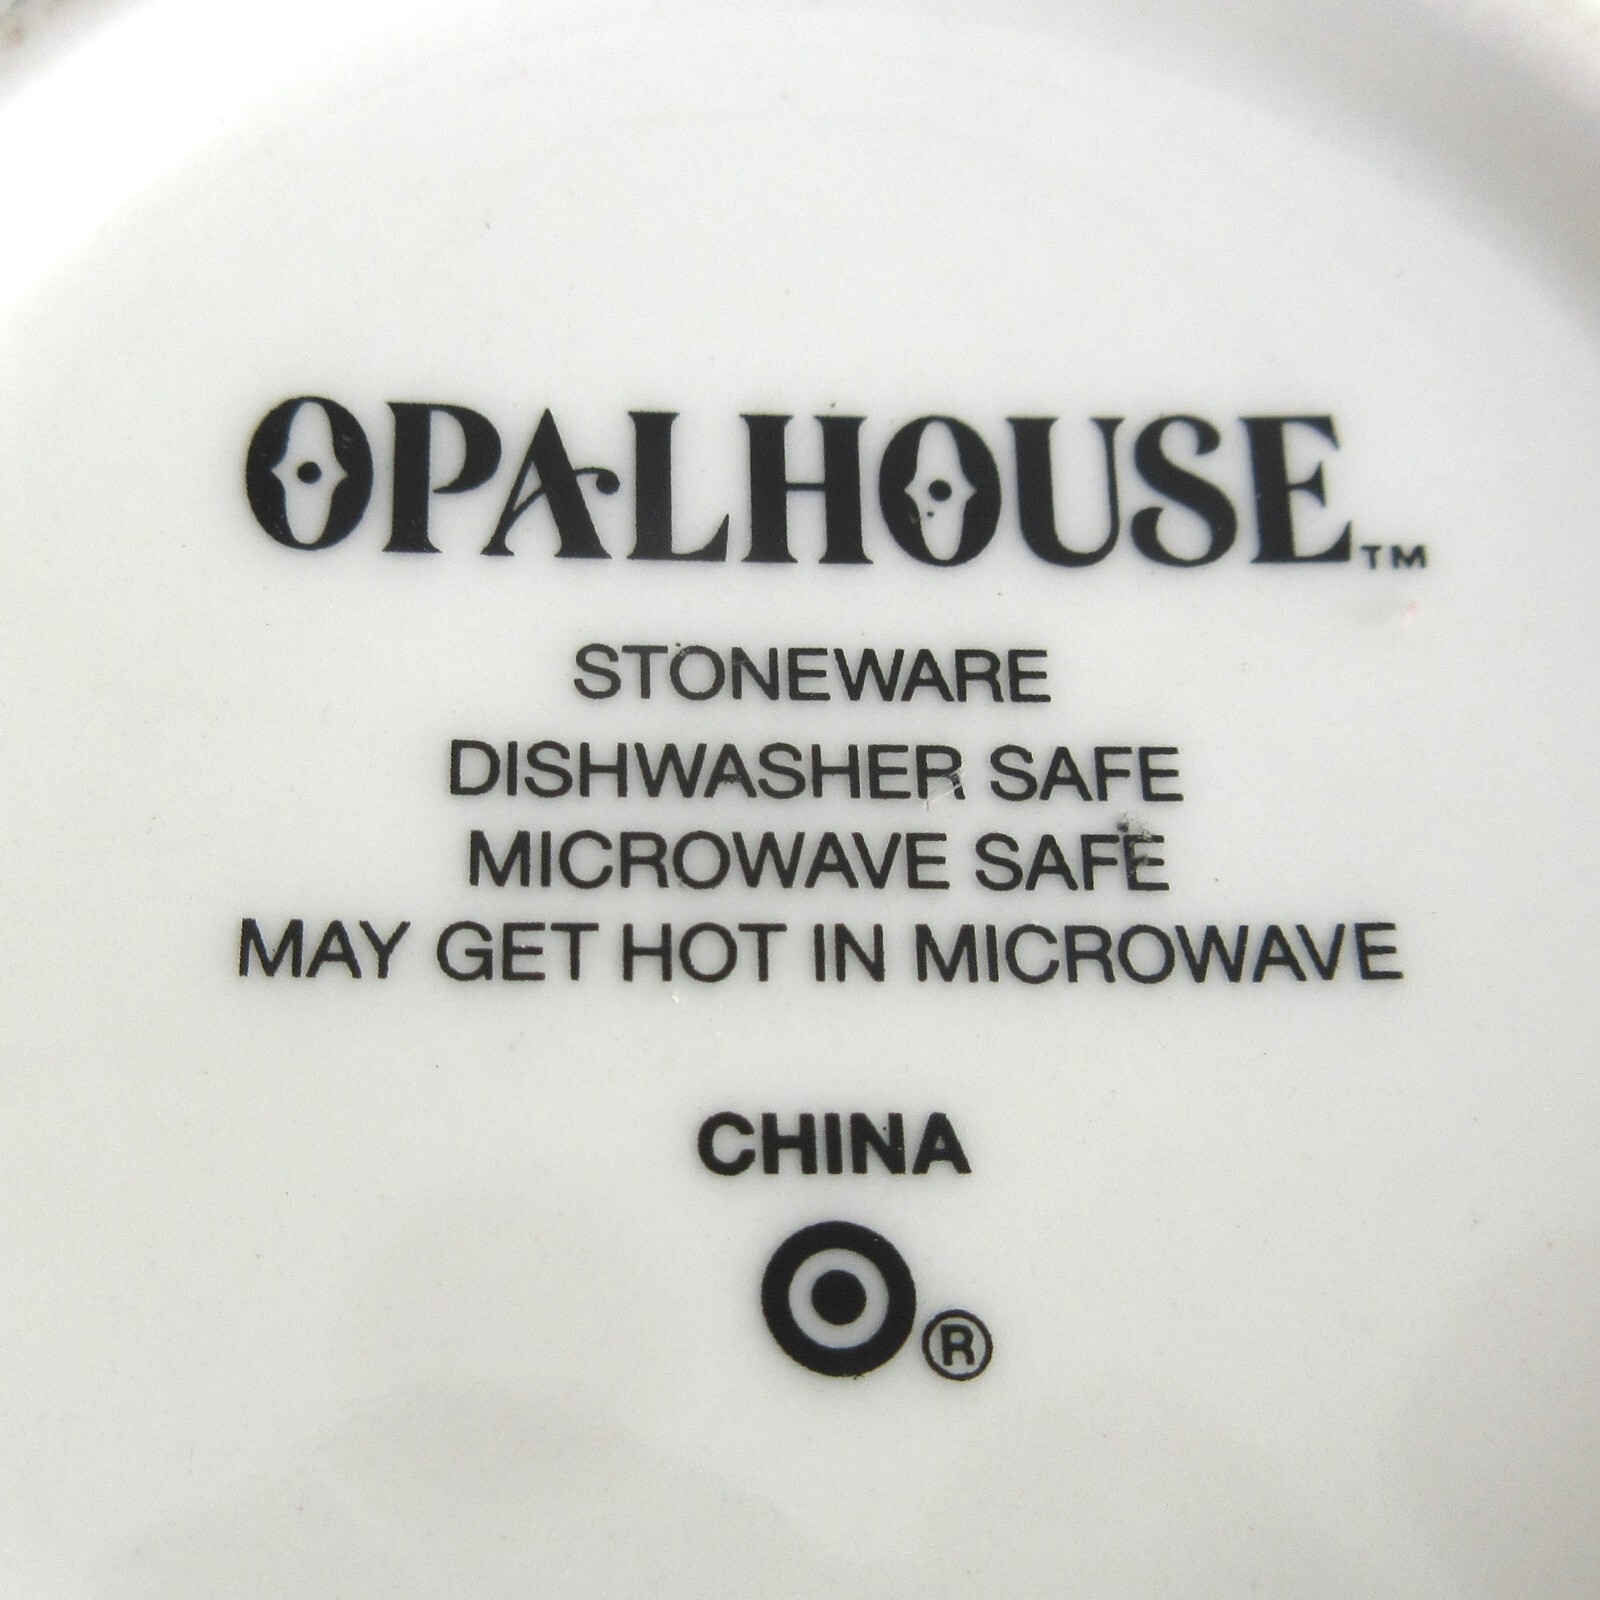 OPALHOUSE™
STONEWARE
DISHWASHER SAFE
MICROWAVE SAFE
MAY GET HOT IN MICROWAVE
CHINA
®